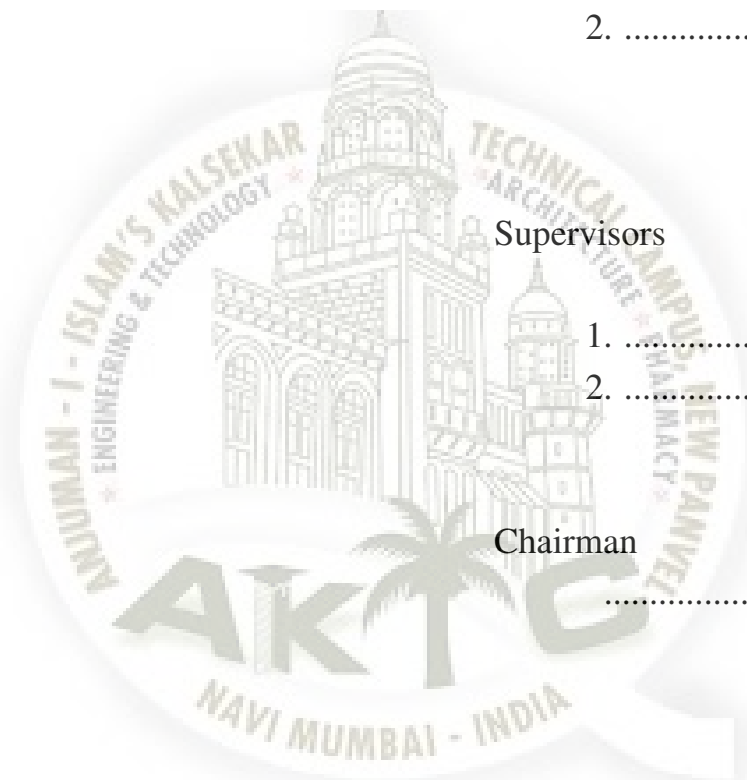 2. ...............
Supervisors
1. ...............
2. ...............
Chairman
................
ANJUMAN - I - ISLAM'S KALSEKAR TECHNICAL CAMPUS, NEW PANVEL
* ENGINEERING & TECHNOLOGY * * ARCHITECTURE * PHARMACY *
AKTC
NAVI MUMBAI - INDIA